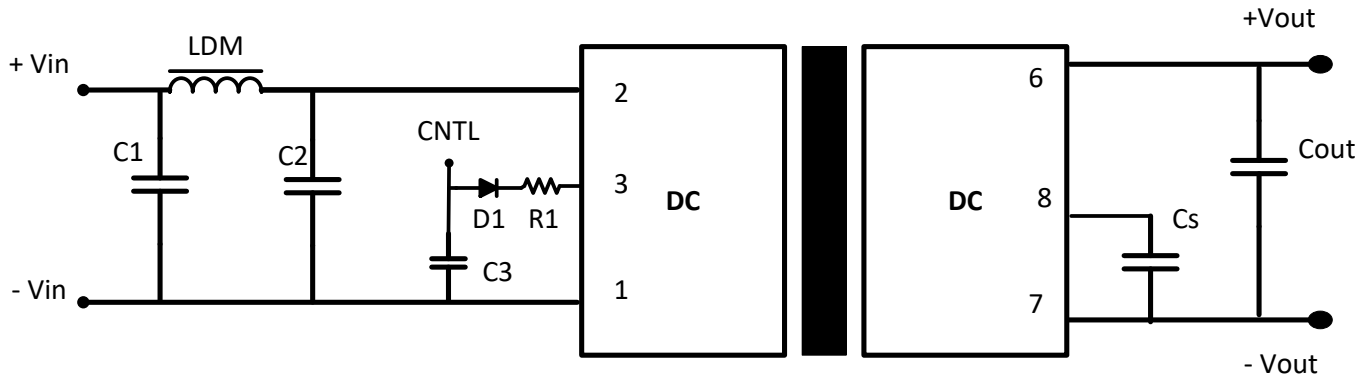 LDM
+ Vin
C1
C2
CNTL
D1
R1
C3
- Vin
2
3
1
DC
DC
6
8
7
Cs
+Vout
Cout
- Vout